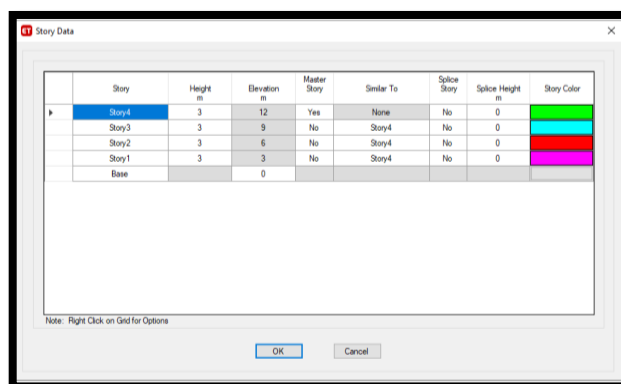 ET Story Data
Story Height m Elevation m Master Story Similar To Splice Story Splice Height m Story Color
Story4 3 12 Yes None No 0
Story3 3 9 No Story4 No 0
Story2 3 6 No Story4 No 0
Story1 3 3 No Story4 No 0
Base 0
Note: Right Click on Grid for Options
OK Cancel